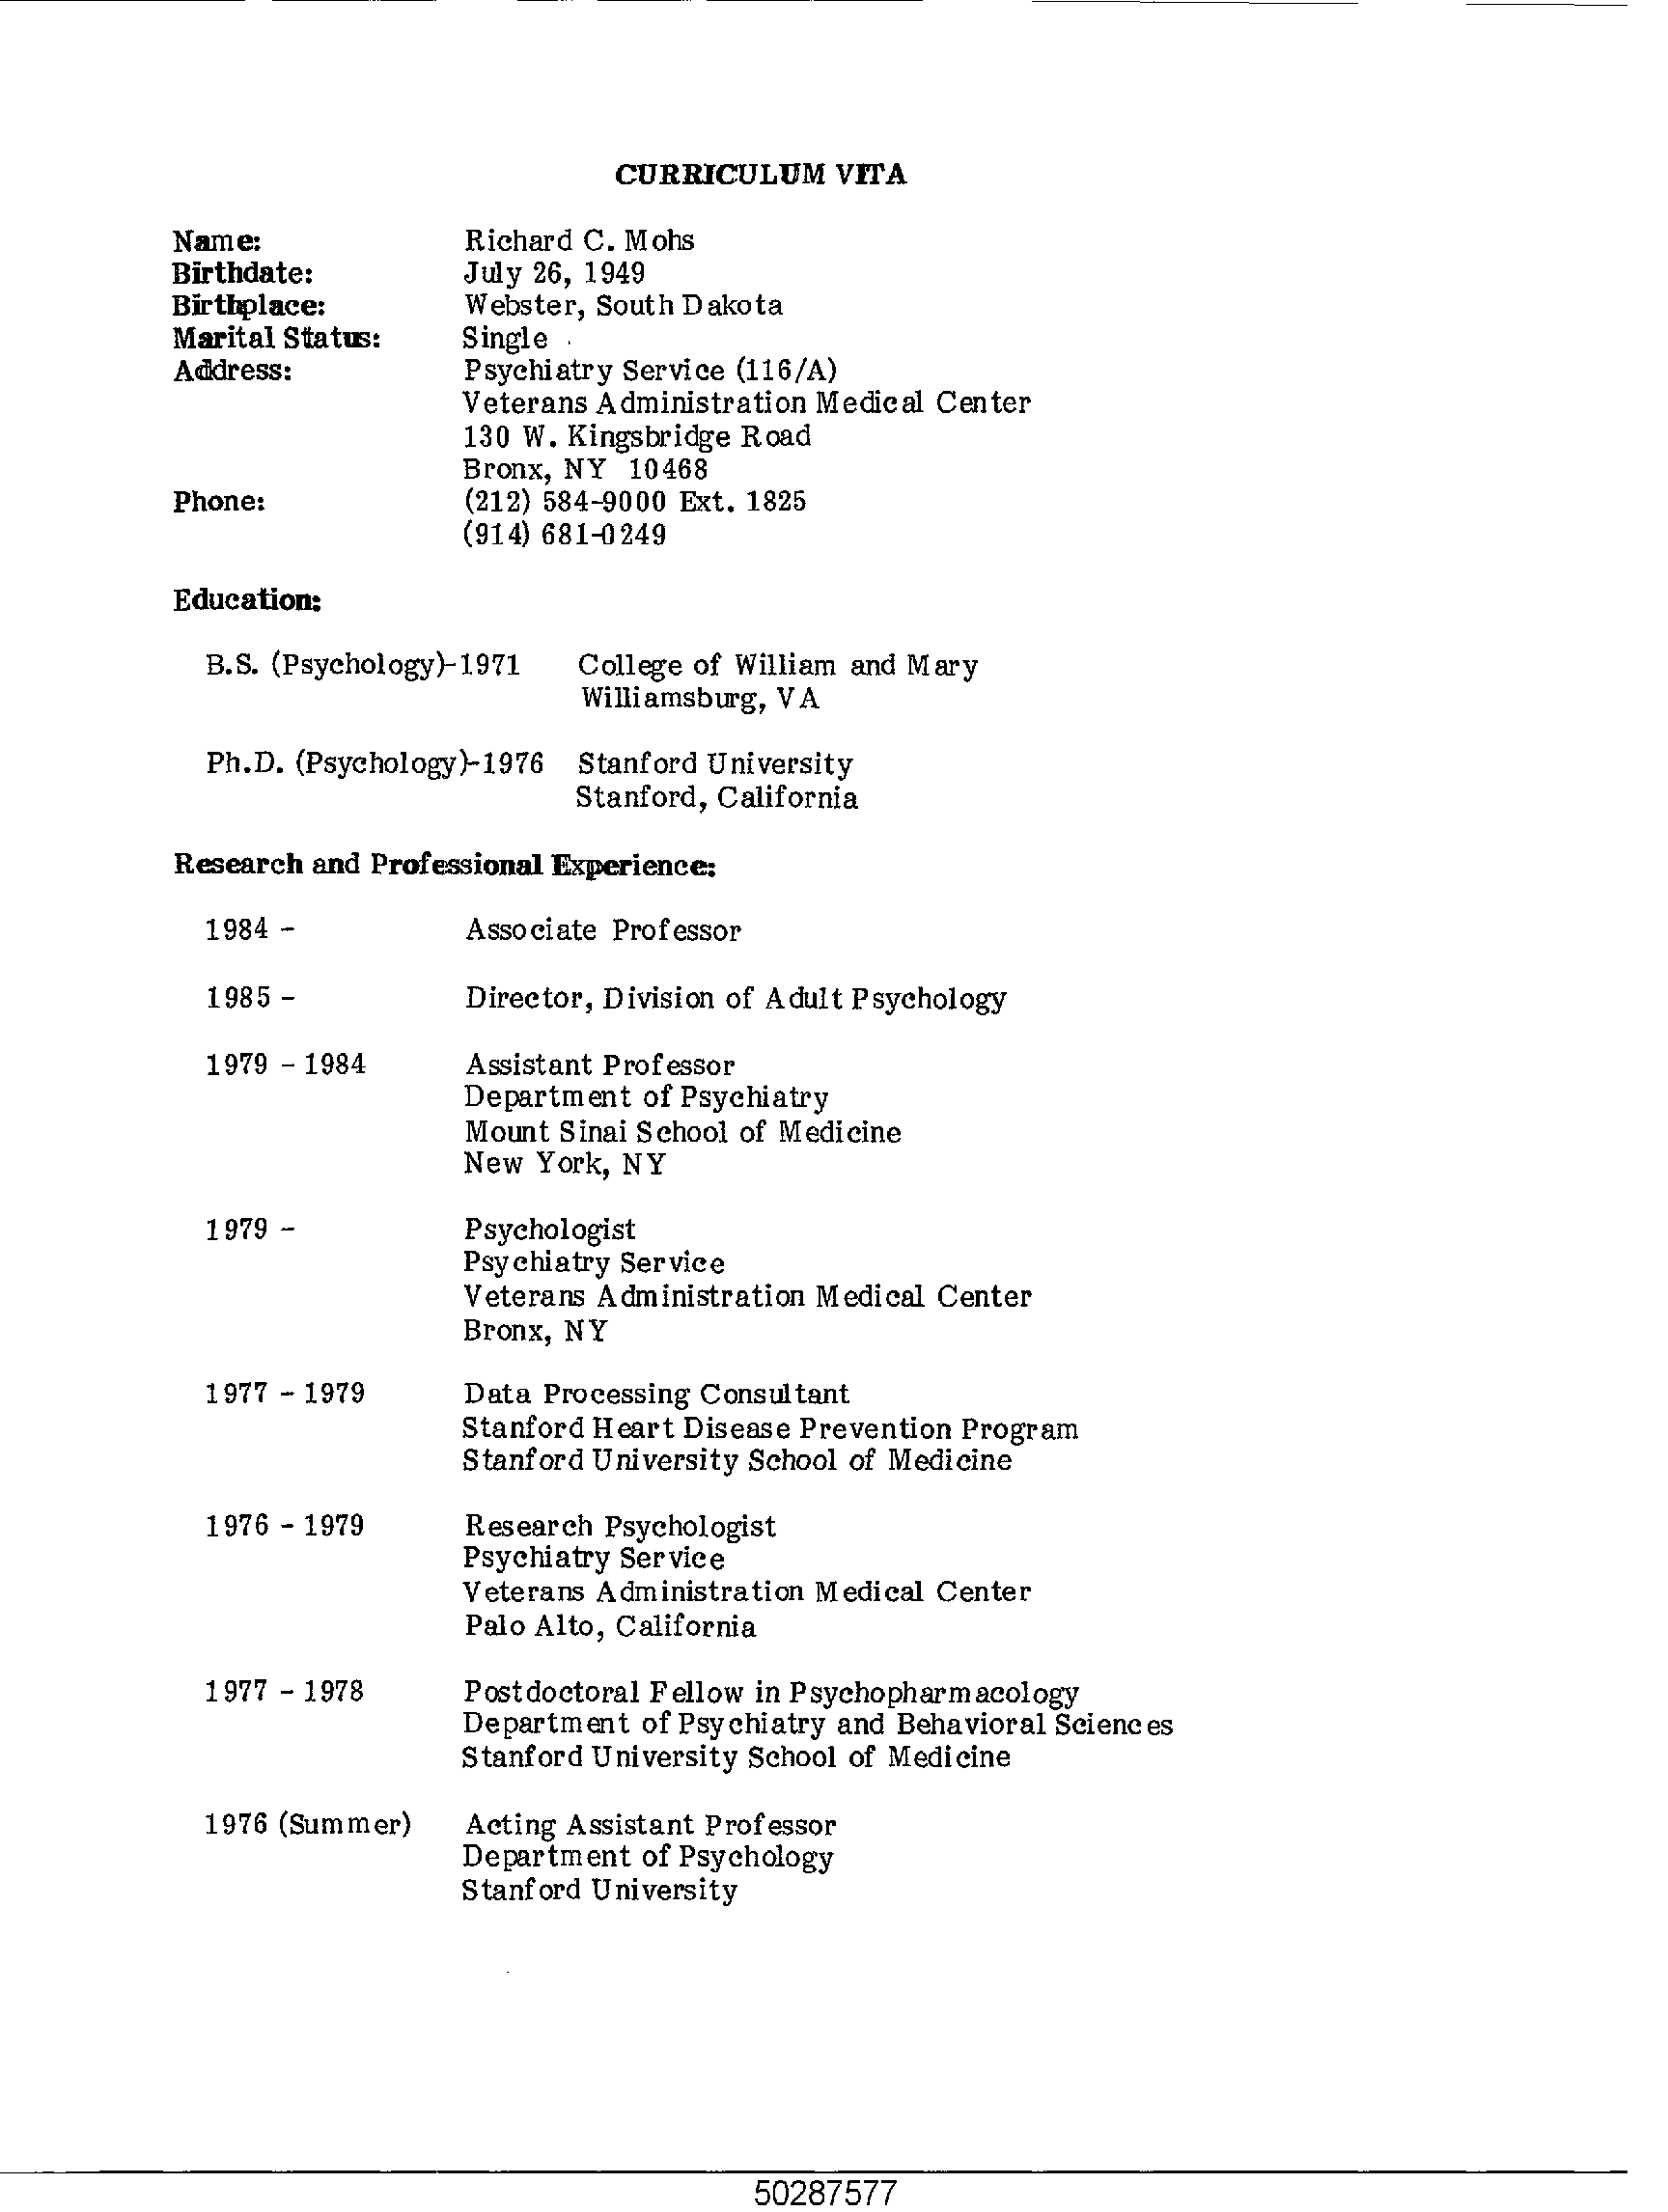 CURRICULUM VITA
Name: Richard C. Mohs
Birthdate: July 26, 1949
Birthplace: Webster, South Dakota
Marital Status: Single
Address: Psychiatry Service (116/A)
Veterans Administration Medical Center
130 W. Kingsbridge Road
Bronx, NY 10468
Phone: (212) 584-9000 Ext. 1825
(914) 681-0249
Education:
B.S. (Psychology)-1971 College of William and Mary
Williamsburg, VA
Ph.D. (Psychology)-1976 Stanford University
Stanford, California
Research and Professional Experience:
1984 - Associate Professor
1985 - Director, Division of Adult Psychology
1979 - 1984 Assistant Professor
Department of Psychiatry
Mount Sinai School of Medicine
New York, NY
1979 - Psychologist
Psychiatry Service
Veterans Administration Medical Center
Bronx, NY
1977 - 1979 Data Processing Consultant
Stanford Heart Disease Prevention Program
Stanford University School of Medicine
1976 - 1979 Research Psychologist
Psychiatry Service
Veterans Administration Medical Center
Palo Alto, California
1977 - 1978 Postdoctoral Fellow in Psychopharmacology
Department of Psychiatry and Behavioral Sciences
Stanford University School of Medicine
1976 (Summer) Acting Assistant Professor
Department of Psychology
Stanford University
50287577